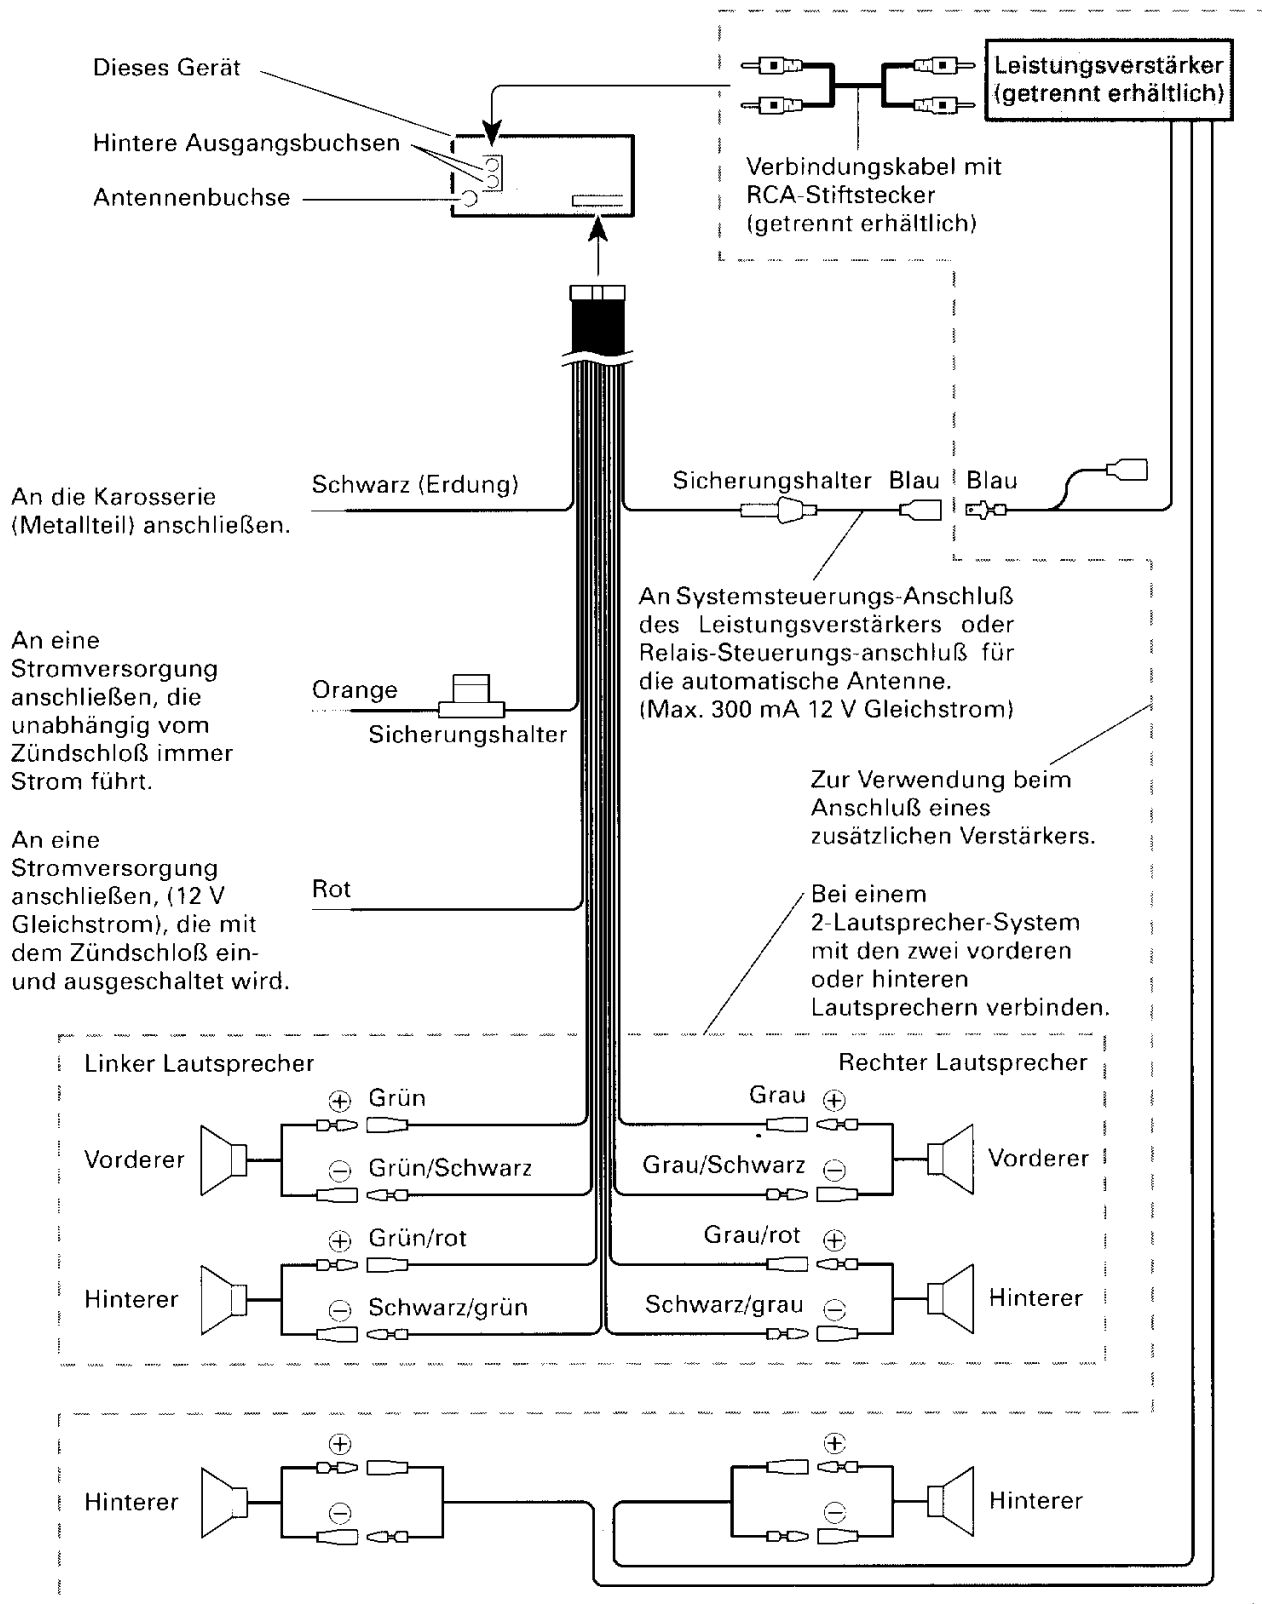 Dieses Gerät
Hintere Ausgangsbuchsen
Antennenbuchse
Leistungsverstärker
(getrennt erhältlich)
Verbindungskabel mit
RCA-Stiftstecker
(getrennt erhältlich)
An die Karosserie
(Metallteil) anschließen.
Schwarz (Erdung)
Sicherungshalter
Blau
Blau
An Systemsteuerungs-Anschluß
des Leistungsverstärkers oder
Relais-Steuerungs-anschluß für
die automatische Antenne.
(Max. 300 mA 12 V Gleichstrom)
An eine
Stromversorgung
anschließen, die
unabhängig vom
Zündschloß immer
Strom führt.
Orange
Sicherungshalter
Zur Verwendung beim
Anschluß eines
zusätzlichen Verstärkers.
An eine
Stromversorgung
anschließen, (12 V
Gleichstrom), die mit
dem Zündschloß ein-
und ausgeschaltet wird.
Rot
Bei einem
2-Lautsprecher-System
mit den zwei vorderen
oder hinteren
Lautsprechern verbinden.
Linker Lautsprecher
Rechter Lautsprecher
⊕ Grün
Grau ⊕
Vorderer
⊖ Grün/Schwarz
Grau/Schwarz ⊖
Vorderer
⊕ Grün/rot
Grau/rot ⊕
Hinterer
⊖ Schwarz/grün
Schwarz/grau ⊖
Hinterer
⊕
⊕
Hinterer
⊖
⊖
Hinterer